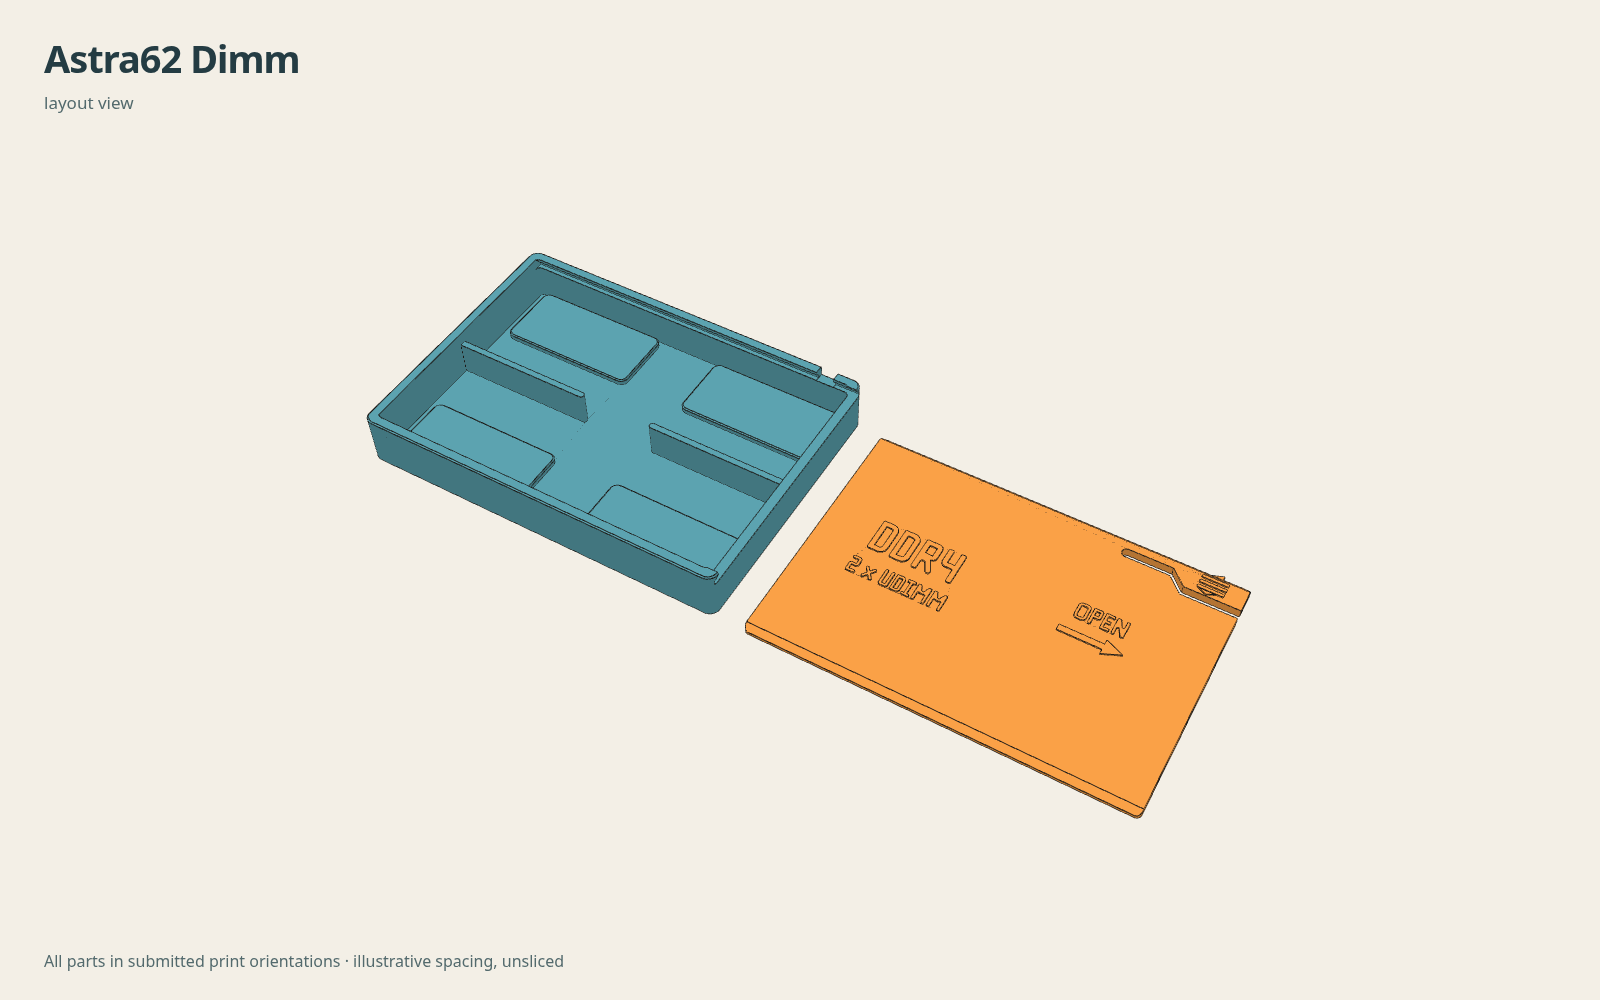 Astra62 Dimm
layout view
DDR4
2 x UDIMM
OPEN
All parts in submitted print orientations · illustrative spacing, unsliced